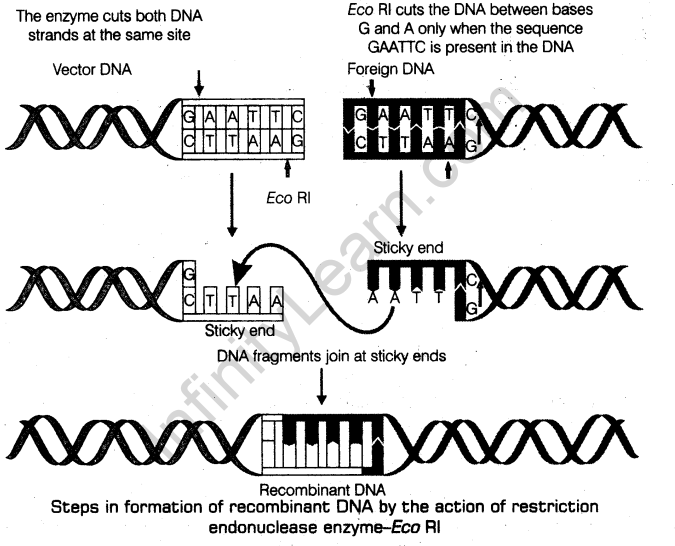 The enzyme cuts both DNA
strands at the same site
Eco RI cuts the DNA between bases
G and A only when the sequence
GAATTC is present in the DNA
Vector DNA
Foreign DNA
G A A T T C
C T T A A G
G A A T T C
C T T A A G
Eco RI
Sticky end
G
C T T A A
Sticky end
A A T T C
G
DNA fragments join at sticky ends
Recombinant DNA
Steps in formation of recombinant DNA by the action of restriction
endonuclease enzyme–Eco RI
InfinityLearn.com